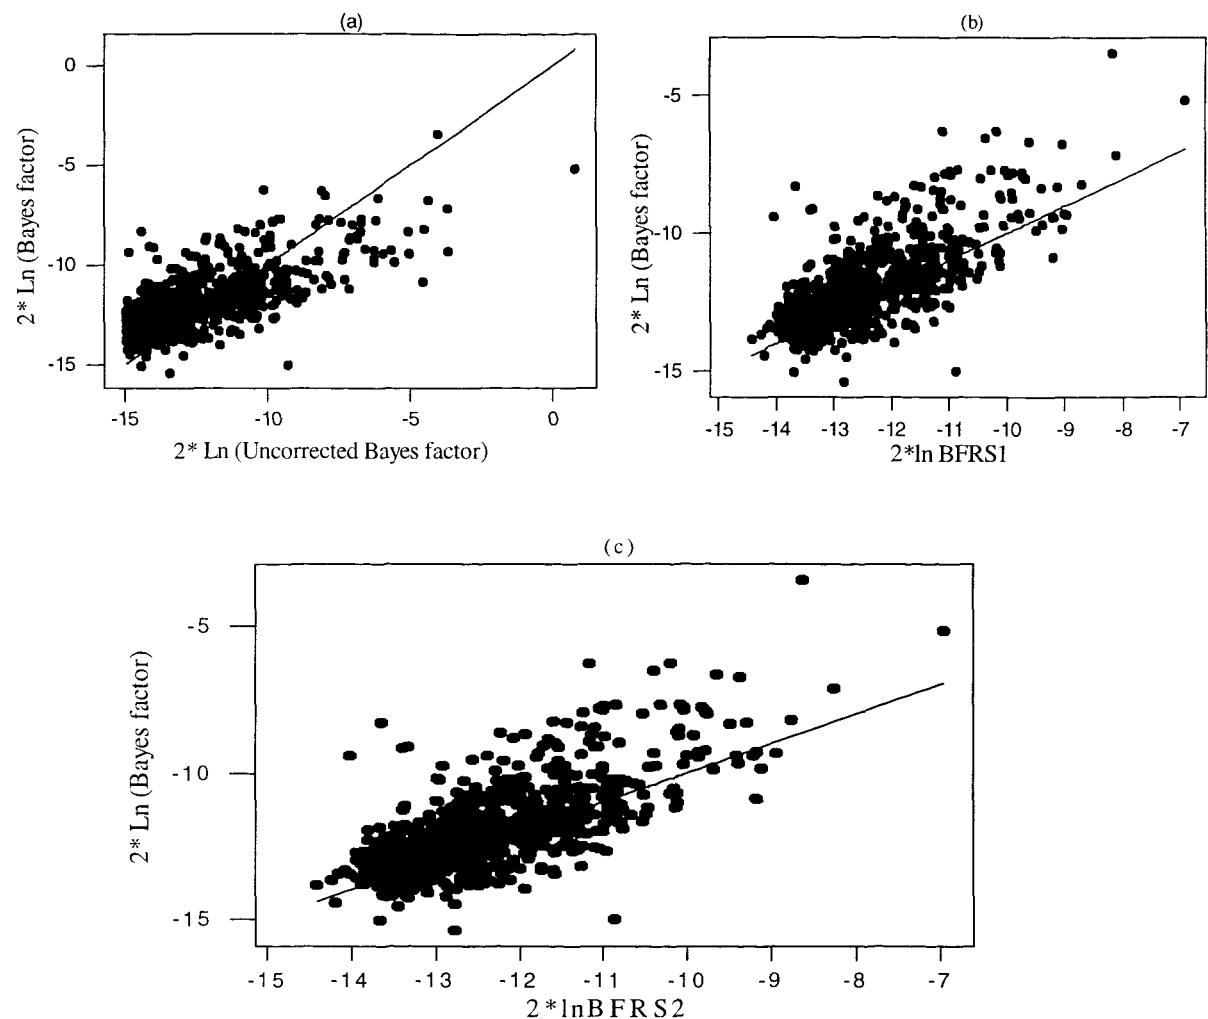 (a)
0
-5
-10
-15
2* Ln (Bayes factor)
-15 -10 -5 0
2* Ln (Uncorrected Bayes factor)
(b)
-5
-10
-15
2* Ln (Bayes factor)
-15 -14 -13 -12 -11 -10 -9 -8 -7
2*ln BFRS1
(c)
-5
-10
-15
2* Ln (Bayes factor)
-15 -14 -13 -12 -11 -10 -9 -8 -7
2*lnBFRS2